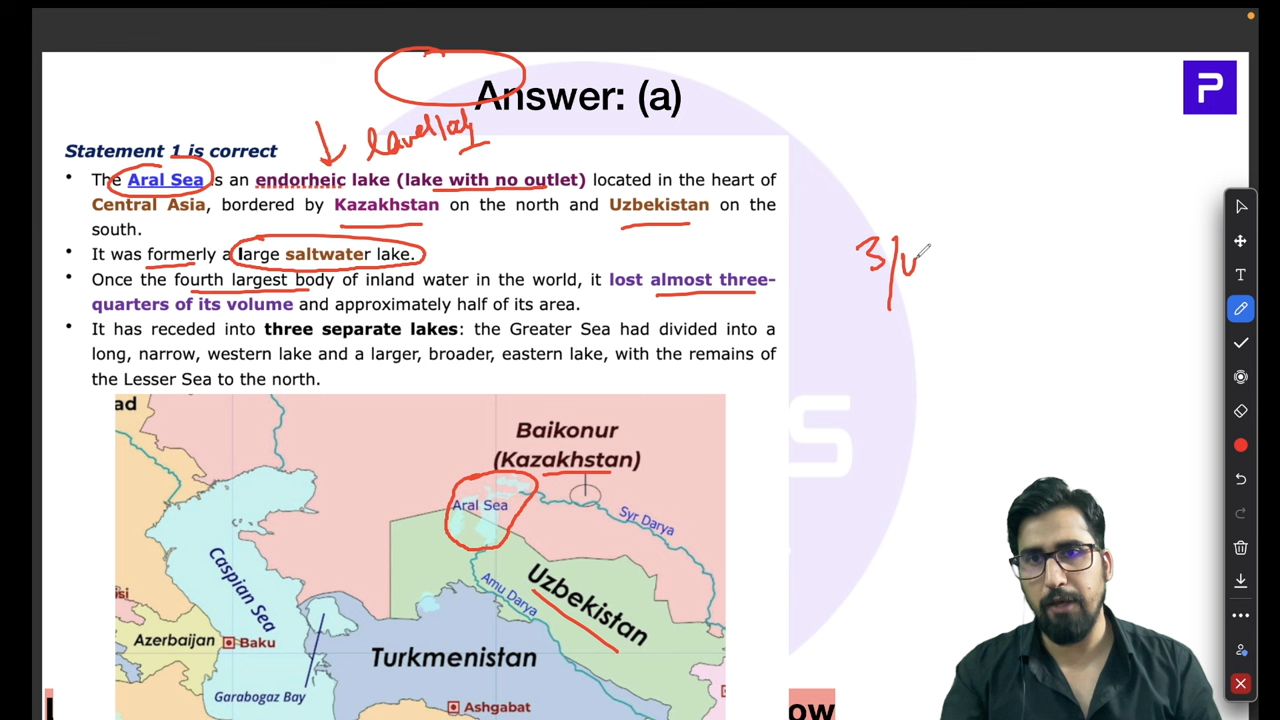 P
Answer: (a)
Statement 1 is correct
• The Aral Sea is an endorheic lake (lake with no outlet) located in the heart of
Central Asia, bordered by Kazakhstan on the north and Uzbekistan on the
south.
• It was formerly a large saltwater lake.
• Once the fourth largest body of inland water in the world, it lost almost three-
quarters of its volume and approximately half of its area.
• It has receded into three separate lakes: the Greater Sea had divided into a
long, narrow, western lake and a larger, broader, eastern lake, with the remains of
the Lesser Sea to the north.
3/
ad
Baikonur
(Kazakhstan)
Aral Sea
Syr Darya
Caspian Sea
Amu Darya
Uzbekistan
isi
Azerbaijan
Baku
Turkmenistan
Garabogaz Bay
Ashgabat
S
T
ow